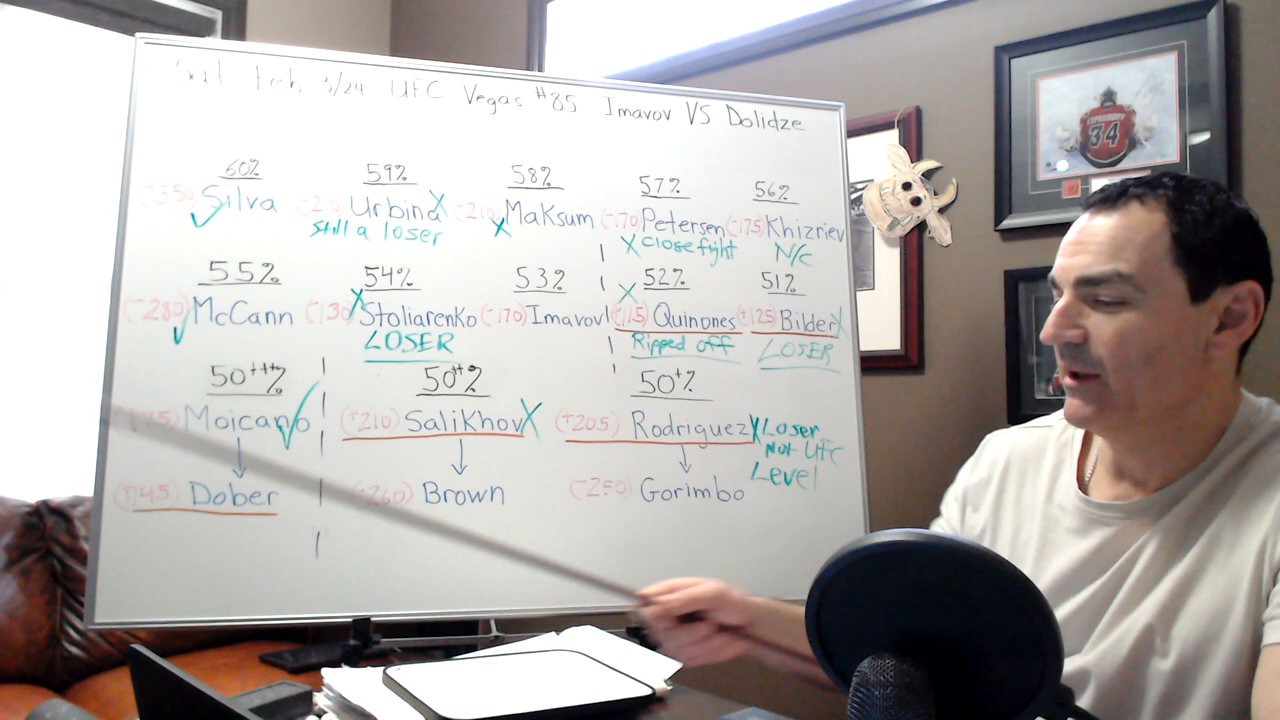 Sat Feb 3/24 UFC Vegas #85 Imavov VS Dolidze
60% 59% 58% 57% 56%
(-350) Silva (-210) Urbina X (-210) Maksum (-170) Petersen (-175) Khizriev
✓ Still a loser X X close fight N/C
55% 54% 53% 52% 51%
(-280) McCann (-130) X Stoliarenko (-170) Imavov X (-115) Quinones (+125) Bilder X
✓ LOSER Ripped off LOSER
50+++% 50++% 50+% 
Moicano ✓ (+210) Salikhov X (+205) Rodriguez X Loser
Not UFC
Level
(+145) Dober (-260) Brown Gorimbo
34